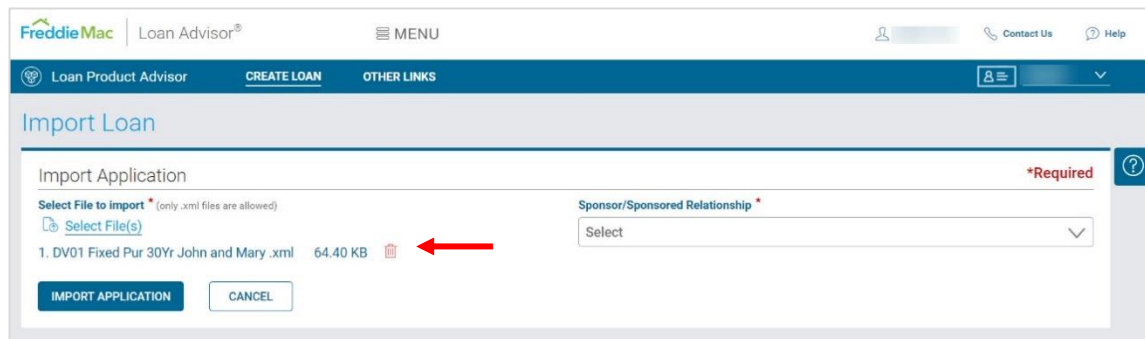 FreddieMac Loan Advisor® MENU Contact Us Help
Loan Product Advisor CREATE LOAN OTHER LINKS
Import Loan
Import Application *Required
Select File to import * (only .xml files are allowed) Sponsor/Sponsored Relationship *
Select File(s) Select
1. DV01 Fixed Pur 30Yr John and Mary .xml 64.40 KB
IMPORT APPLICATION CANCEL